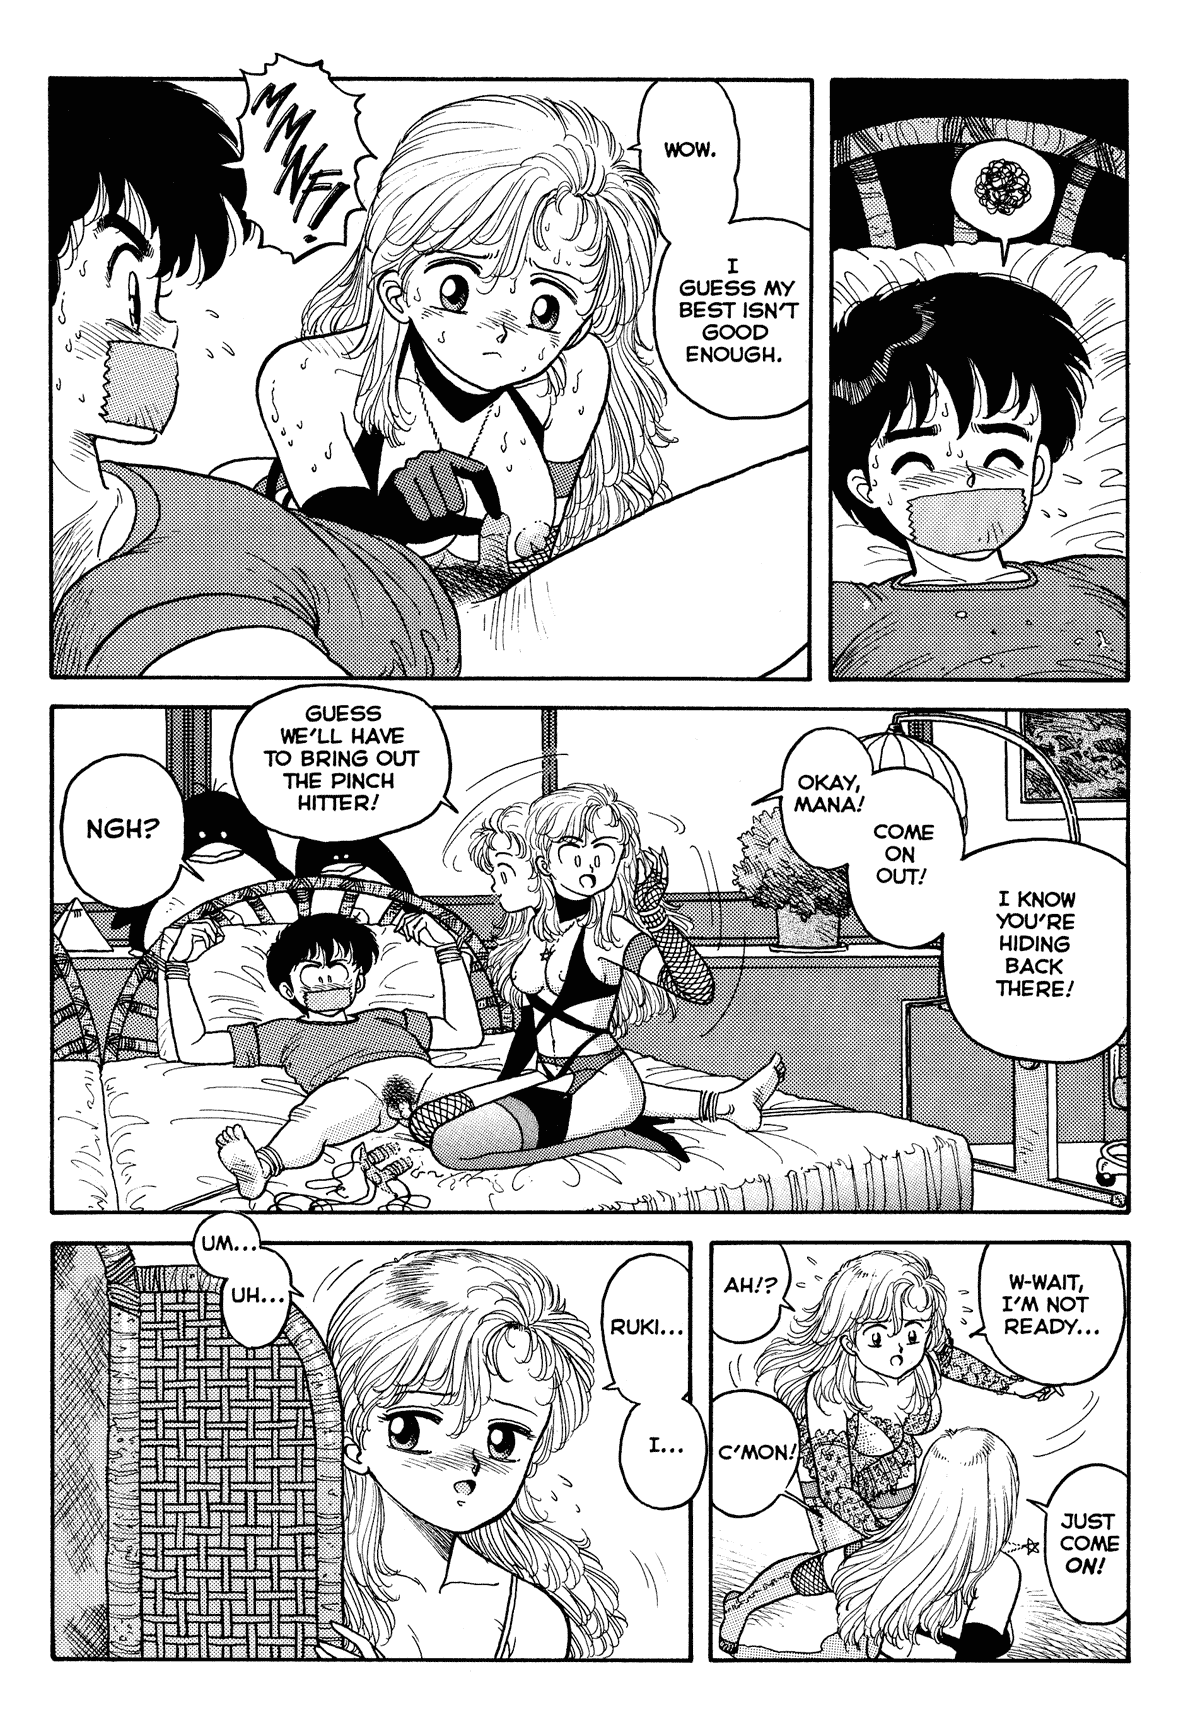 MMNF!
WOW.
I
GUESS MY
BEST ISN'T
GOOD
ENOUGH.
NGH?
GUESS
WE'LL HAVE
TO BRING OUT
THE PINCH
HITTER!
OKAY,
MANA!
COME
ON
OUT!
I KNOW
YOU'RE
HIDING
BACK
THERE!
UM...
UH...
RUKI...
I...
AH!?
W-WAIT,
I'M NOT
READY...
C'MON!
JUST
COME
ON!